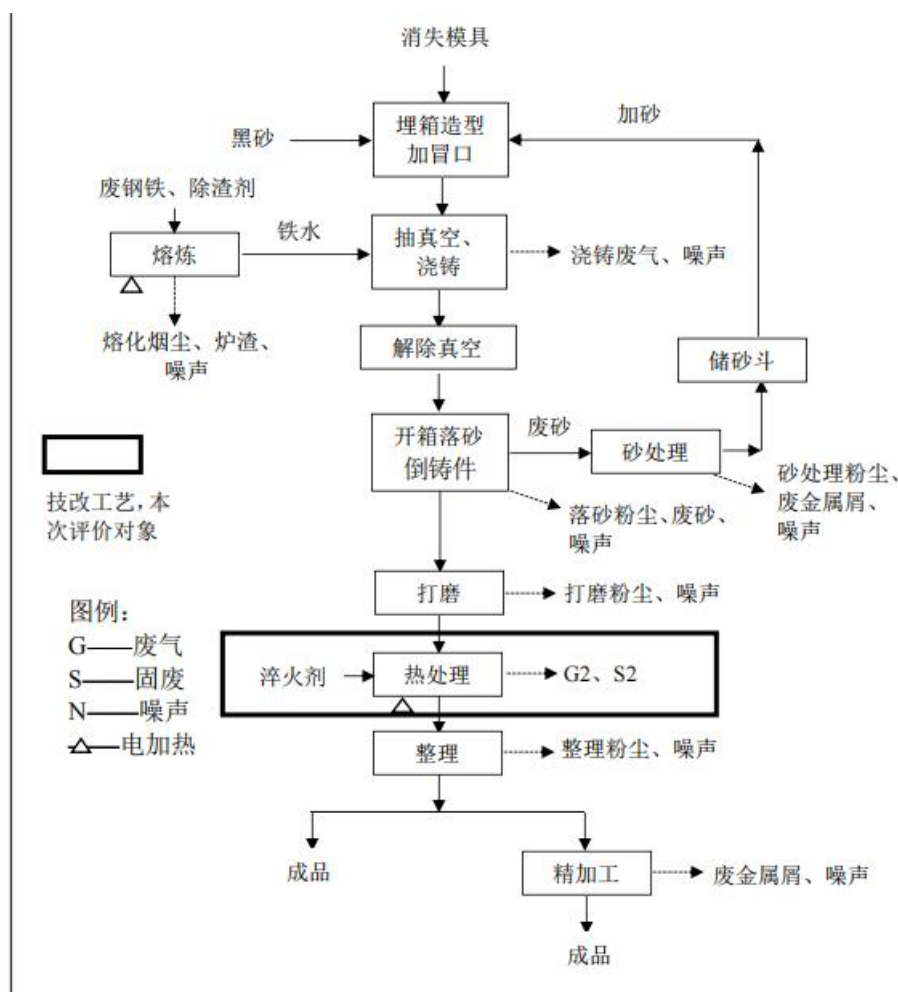 消失模具
加砂
黑砂
埋箱造型
加冒口
废钢铁、除渣剂
铁水
熔炼
抽真空、
浇铸
浇铸废气、噪声
熔化烟尘、炉渣、
噪声
解除真空
储砂斗
废砂
开箱落砂
倒铸件
砂处理
砂处理粉尘、
废金属屑、
噪声
落砂粉尘、废砂、
噪声
技改工艺，本
次评价对象
打磨
打磨粉尘、噪声
图例：
G——废气
S——固废
N——噪声
△——电加热
淬火剂
热处理
G2、S2
整理
整理粉尘、噪声
成品
精加工
废金属屑、噪声
成品